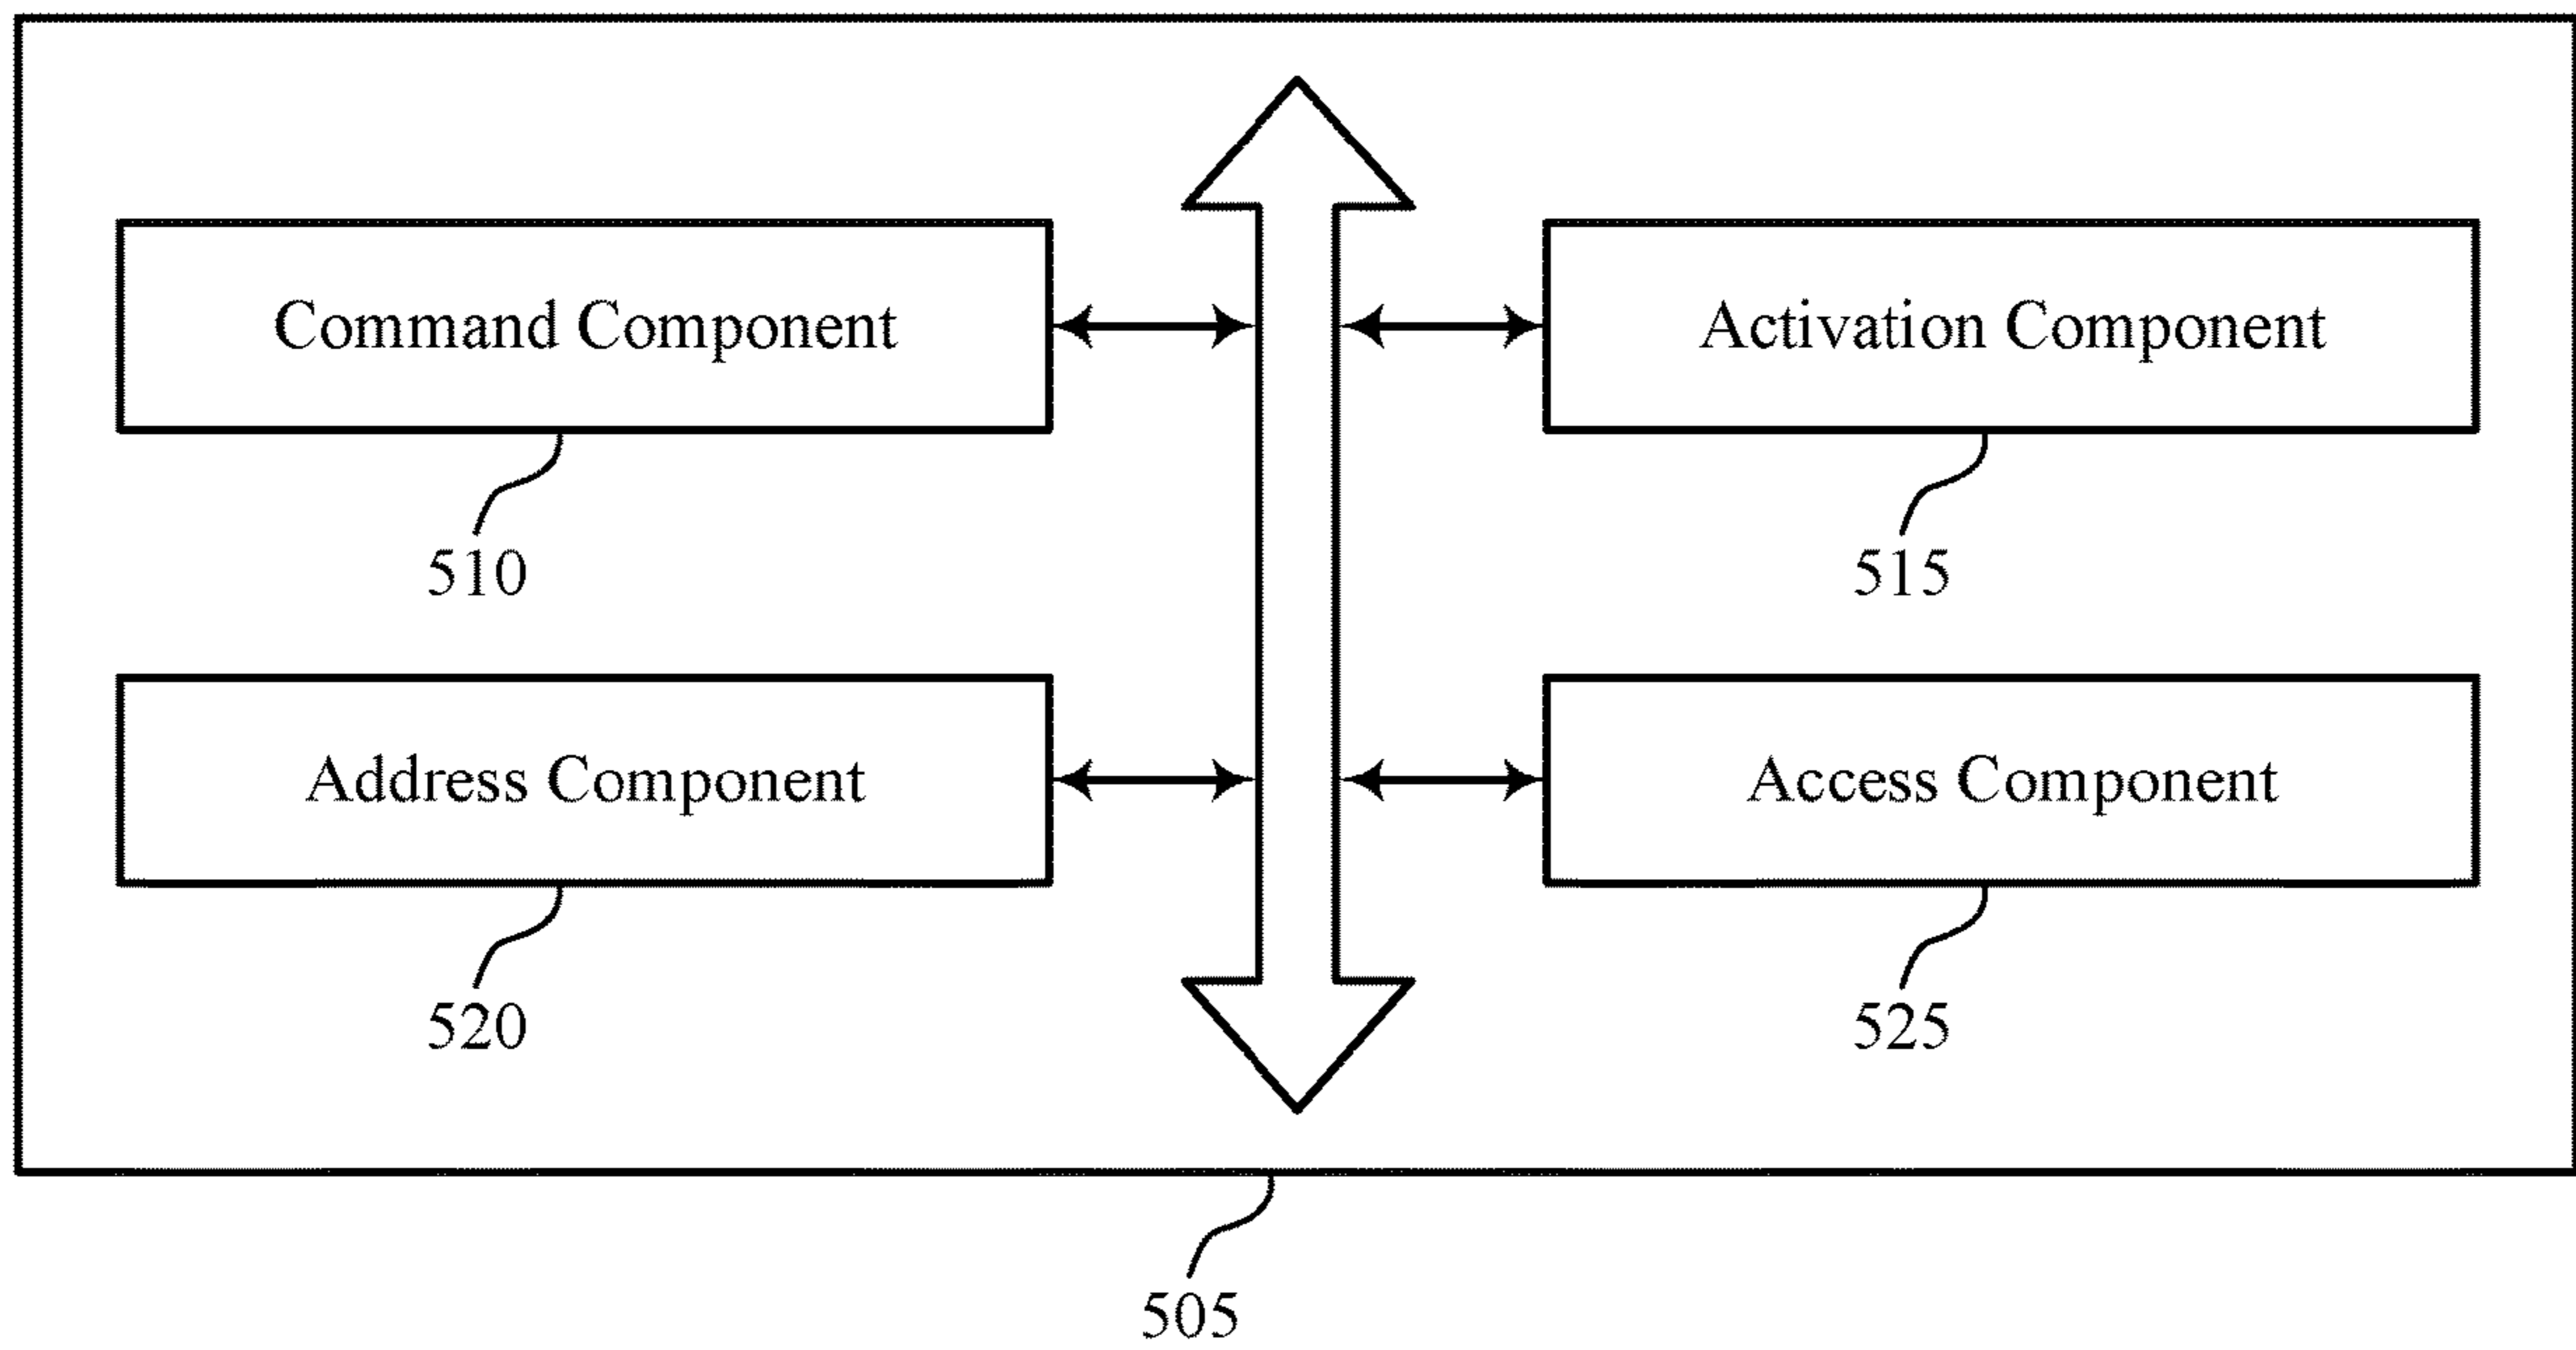 Command Component
Activation Component
510
515
Address Component
Access Component
520
525
505